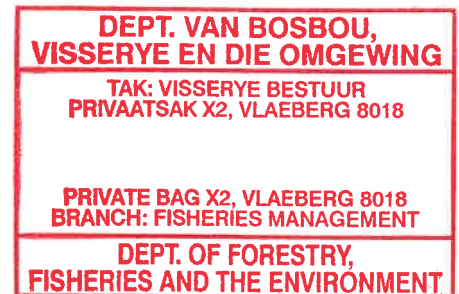 DEPT. VAN BOSBOU,
VISSERYE EN DIE OMGEWING
TAK: VISSERYE BESTUUR
PRIVAATSAK X2, VLAEBERG 8018
PRIVATE BAG X2, VLAEBERG 8018
BRANCH: FISHERIES MANAGEMENT
DEPT. OF FORESTRY,
FISHERIES AND THE ENVIRONMENT